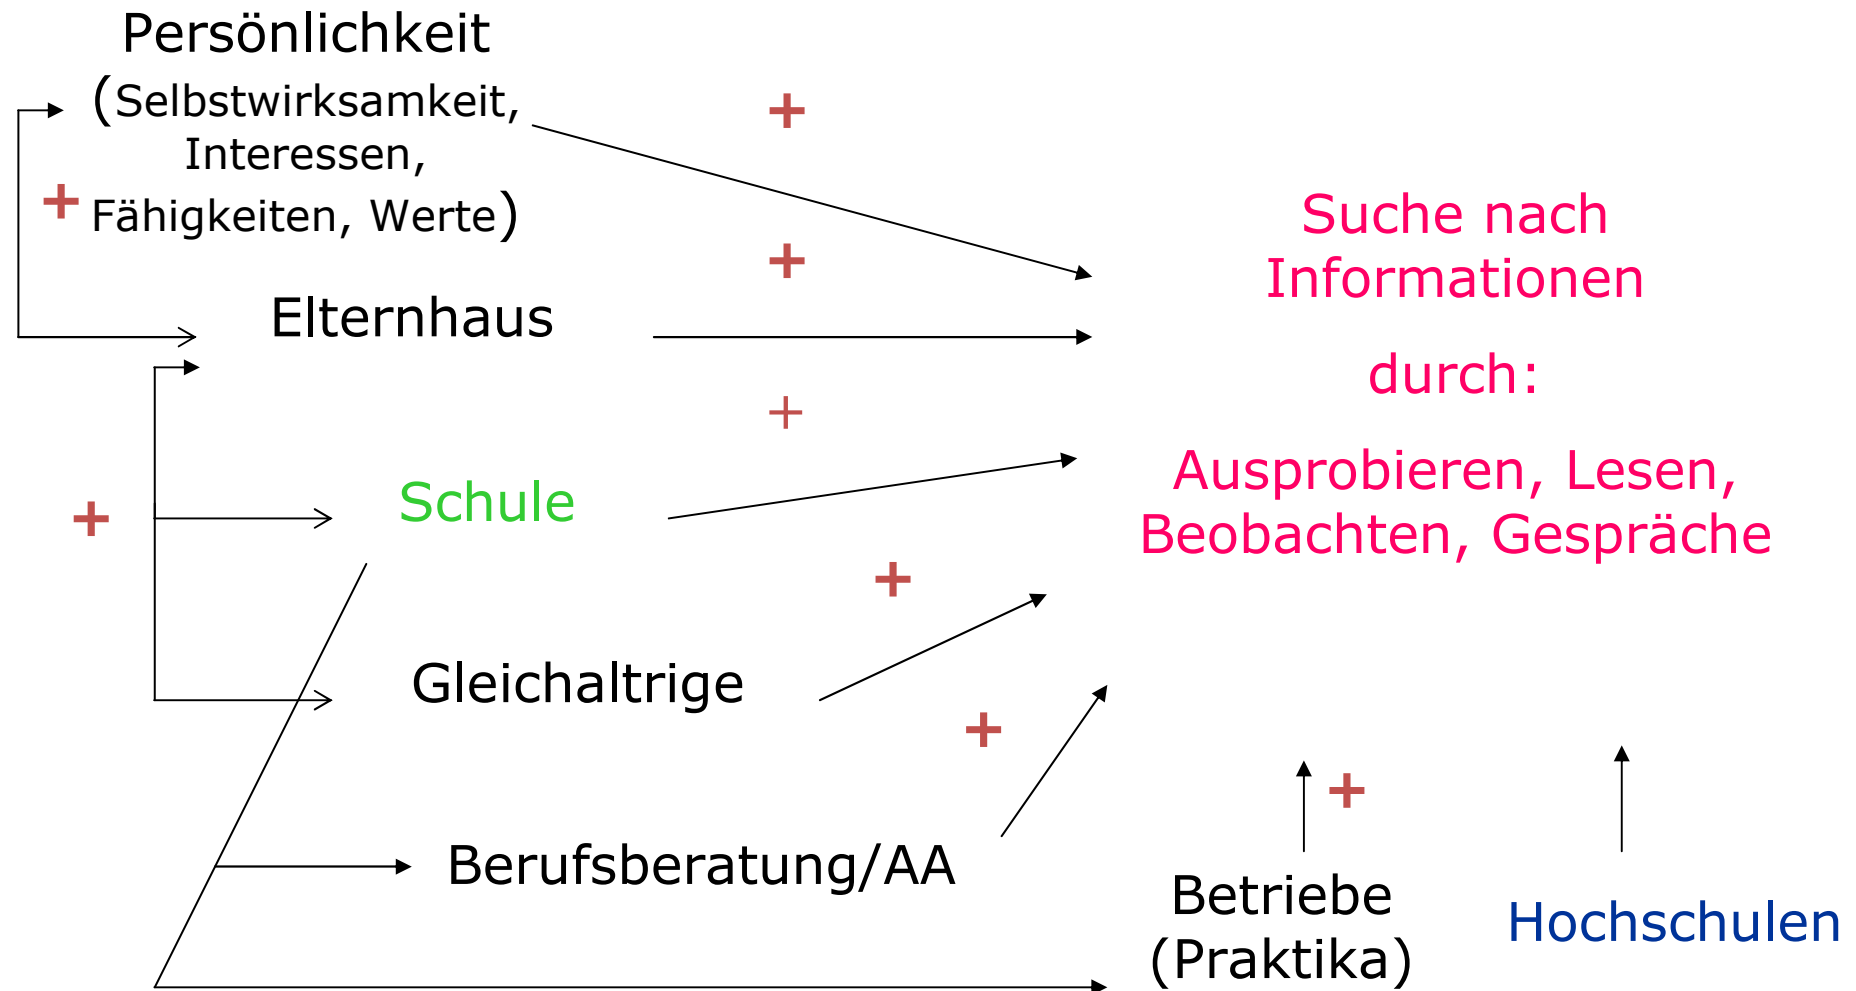 Persönlichkeit
(Selbstwirksamkeit,
Interessen,
Fähigkeiten, Werte)
+
+
+
Elternhaus
+
+
Schule
+
Gleichaltrige
+
Berufsberatung/AA
Suche nach
Informationen
durch:
Ausprobieren, Lesen,
Beobachten, Gespräche
+
Betriebe
(Praktika)
Hochschulen